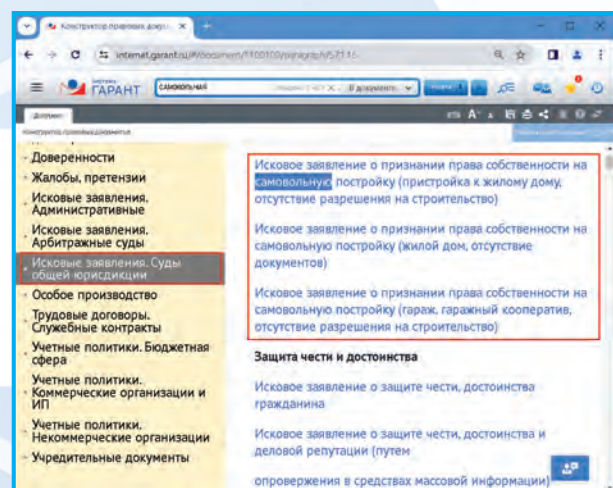 Конструктор правовых докум
internet.garant.ru
ГАРАНТ
самовольная
В документе
Документ
Доверенности
Жалобы, претензии
Исковые заявления.
Административные
Исковые заявления.
Арбитражные суды
Исковые заявления. Суды
общей юрисдикции
Особое производство
Трудовые договоры.
Служебные контракты
Учетные политики. Бюджетная
сфера
Учетные политики.
Коммерческие организации и
ИП
Учетные политики.
Некоммерческие организации
Учредительные документы
Исковое заявление о признании права собственности на
самовольную постройку (пристройка к жилому дому,
отсутствие разрешения на строительство)
Исковое заявление о признании права собственности на
самовольную постройку (жилой дом, отсутствие
документов)
Исковое заявление о признании права собственности на
самовольную постройку (гараж, гаражный кооператив,
отсутствие разрешения на строительство)
Защита чести и достоинства
Исковое заявление о защите чести, достоинства
гражданина
Исковое заявление о защите чести, достоинства и
деловой репутации (путем
опровержения в средствах массовой информации)